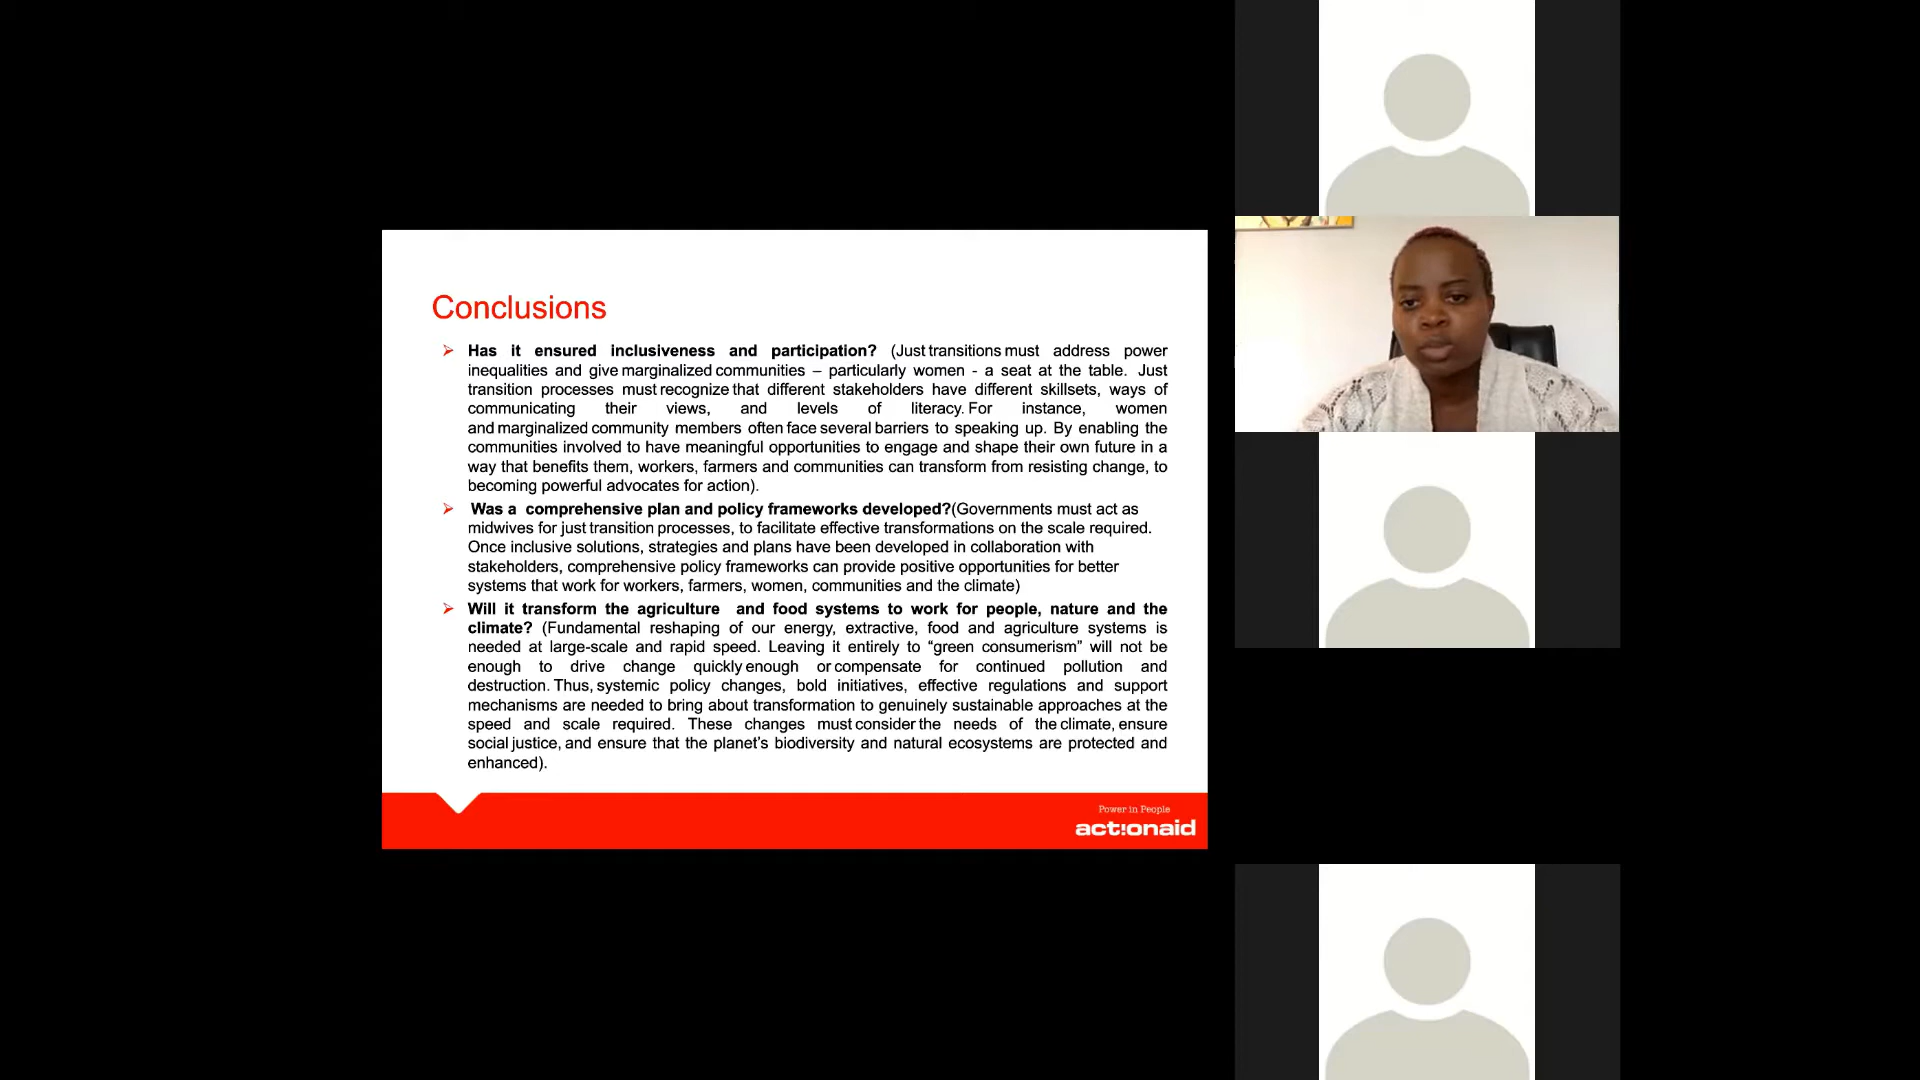 Conclusions
➢ Has it ensured inclusiveness and participation? (Just transitions must address power
inequalities and give marginalized communities – particularly women - a seat at the table. Just
transition processes must recognize that different stakeholders have different skillsets, ways of
communicating their views, and levels of literacy. For instance, women
and marginalized community members often face several barriers to speaking up. By enabling the
communities involved to have meaningful opportunities to engage and shape their own future in a
way that benefits them, workers, farmers and communities can transform from resisting change, to
becoming powerful advocates for action).
➢ Was a comprehensive plan and policy frameworks developed?(Governments must act as
midwives for just transition processes, to facilitate effective transformations on the scale required.
Once inclusive solutions, strategies and plans have been developed in collaboration with
stakeholders, comprehensive policy frameworks can provide positive opportunities for better
systems that work for workers, farmers, women, communities and the climate)
➢ Will it transform the agriculture and food systems to work for people, nature and the
climate? (Fundamental reshaping of our energy, extractive, food and agriculture systems is
needed at large-scale and rapid speed. Leaving it entirely to “green consumerism” will not be
enough to drive change quickly enough or compensate for continued pollution and
destruction. Thus, systemic policy changes, bold initiatives, effective regulations and support
mechanisms are needed to bring about transformation to genuinely sustainable approaches at the
speed and scale required. These changes must consider the needs of the climate, ensure
social justice, and ensure that the planet’s biodiversity and natural ecosystems are protected and
enhanced).
Power in People
act!onaid